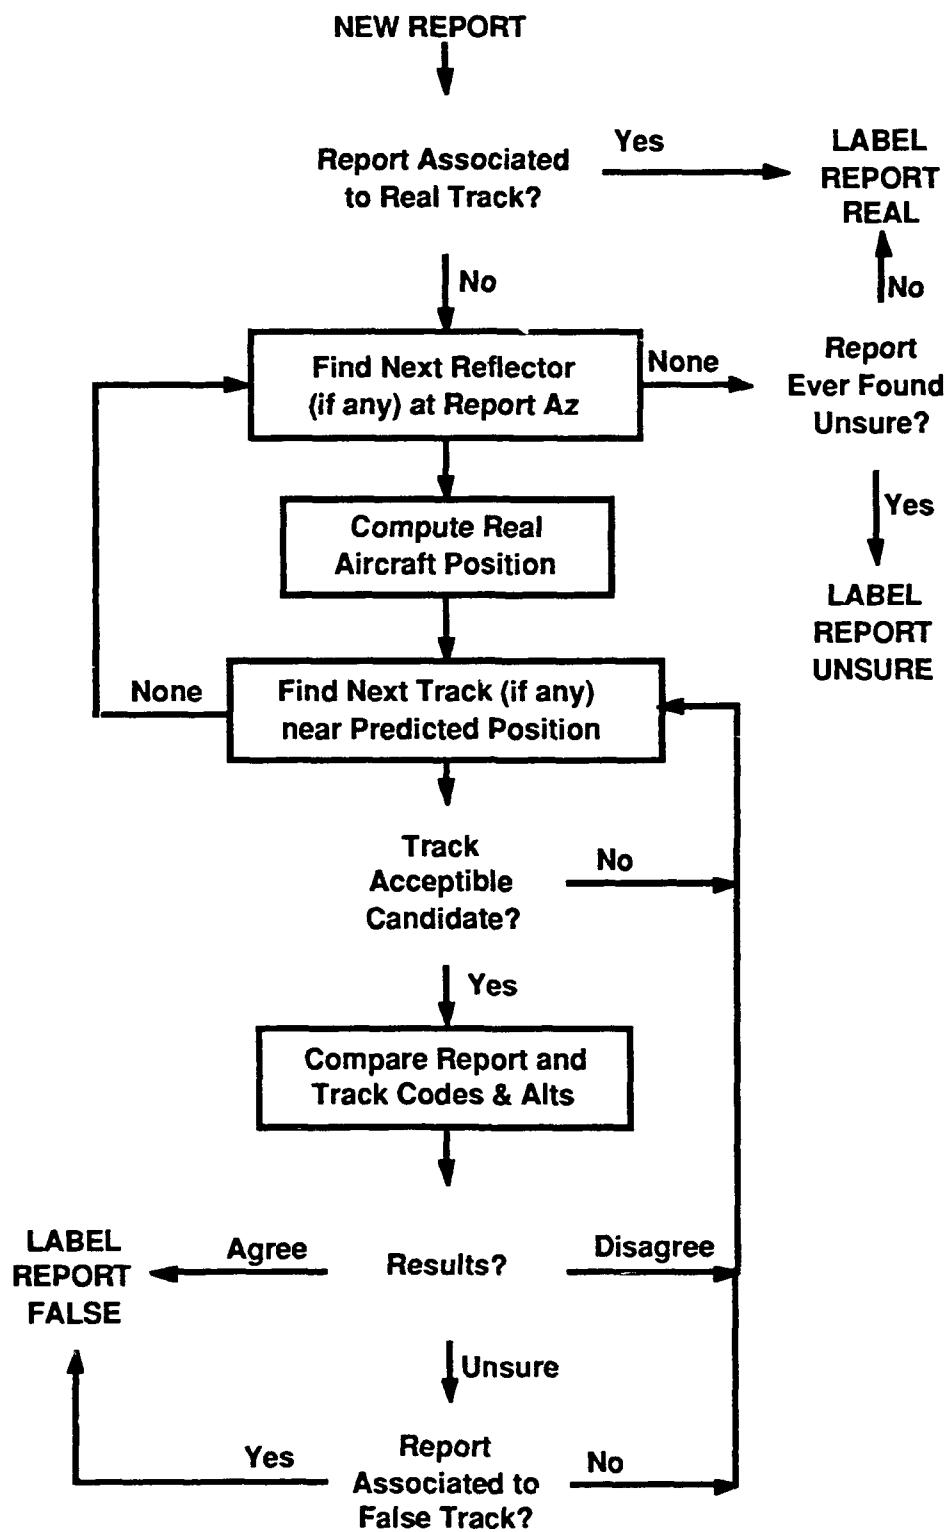 NEW REPORT
Report Associated
to Real Track?
Yes
LABEL
REPORT
REAL
No
No
Find Next Reflector
(if any) at Report Az
None
Report
Ever Found
Unsure?
Compute Real
Aircraft Position
Yes
LABEL
REPORT
UNSURE
None
Find Next Track (if any)
near Predicted Position
Track
Acceptible
Candidate?
No
Yes
Compare Report and
Track Codes & Alts
LABEL
REPORT
FALSE
Agree
Results?
Disagree
Unsure
Yes
Report
Associated to
False Track?
No